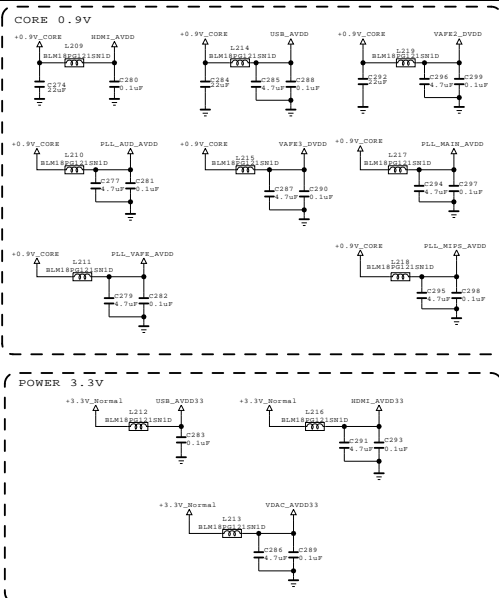 CORE 0.9V
+0.9V_CORE HDMI_AVDD
L209
BLM18PG121SN1D
C274
22uF
C280
0.1uF
+0.9V_CORE USB_AVDD
L214
BLM18PG121SN1D
C284
22uF
C285
4.7uF
C288
0.1uF
+0.9V_CORE VAFE2_DVDD
L219
BLM18PG121SN1D
C292
22uF
C296
4.7uF
C299
0.1uF
+0.9V_CORE PLL_AUD_AVDD
L210
BLM18PG121SN1D
C277
4.7uF
C281
0.1uF
+0.9V_CORE VAFE3_DVDD
L215
BLM18PG121SN1D
C287
4.7uF
C290
0.1uF
+0.9V_CORE PLL_MAIN_AVDD
L217
BLM18PG121SN1D
C294
4.7uF
C297
0.1uF
+0.9V_CORE PLL_VAFE_AVDD
L211
BLM18PG121SN1D
C279
4.7uF
C282
0.1uF
+0.9V_CORE PLL_MIPS_AVDD
L218
BLM18PG121SN1D
C295
4.7uF
C298
0.1uF
POWER 3.3V
+3.3V_Normal USB_AVDD33
L212
BLM18PG121SN1D
C283
0.1uF
+3.3V_Normal HDMI_AVDD33
L216
BLM18PG121SN1D
C291
4.7uF
C293
0.1uF
+3.3V_Normal VDAC_AVDD33
L213
BLM18PG121SN1D
C286
4.7uF
C289
0.1uF